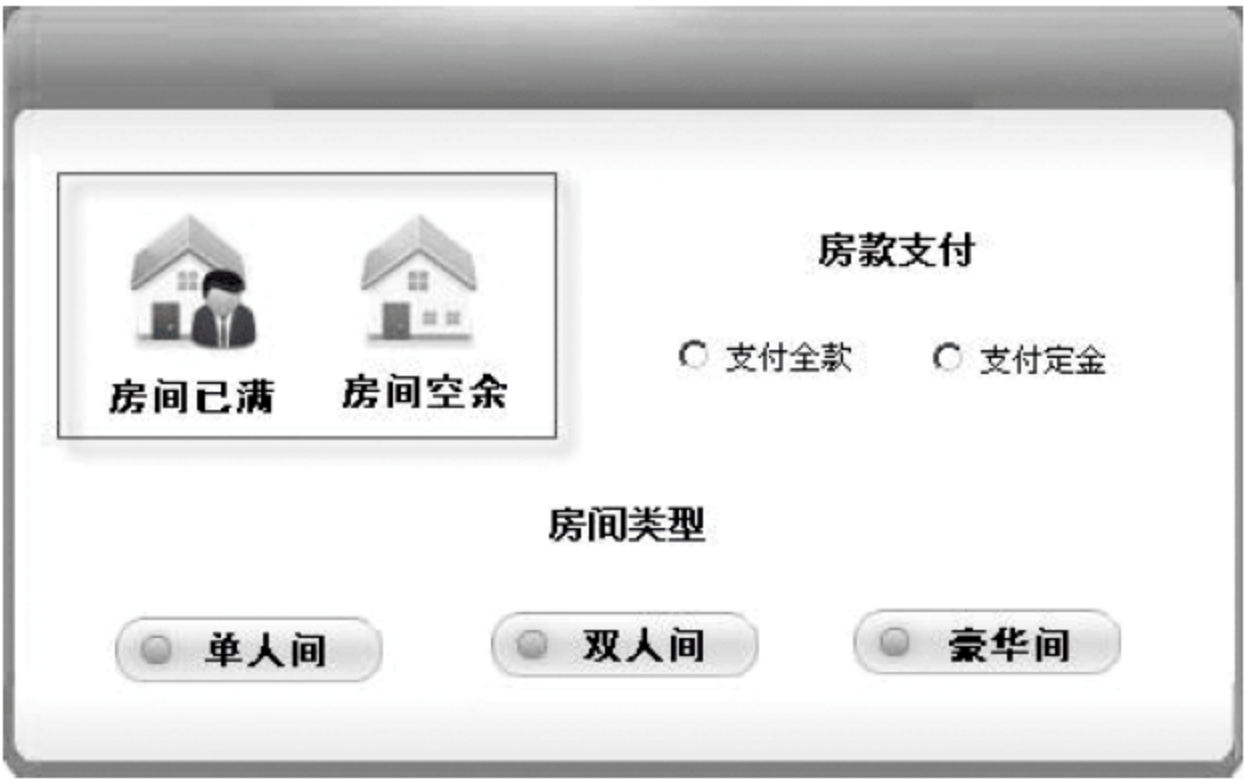 房款支付
支付全款 支付定金
房间已满 房间空余
房间类型
单人间 双人间 豪华间